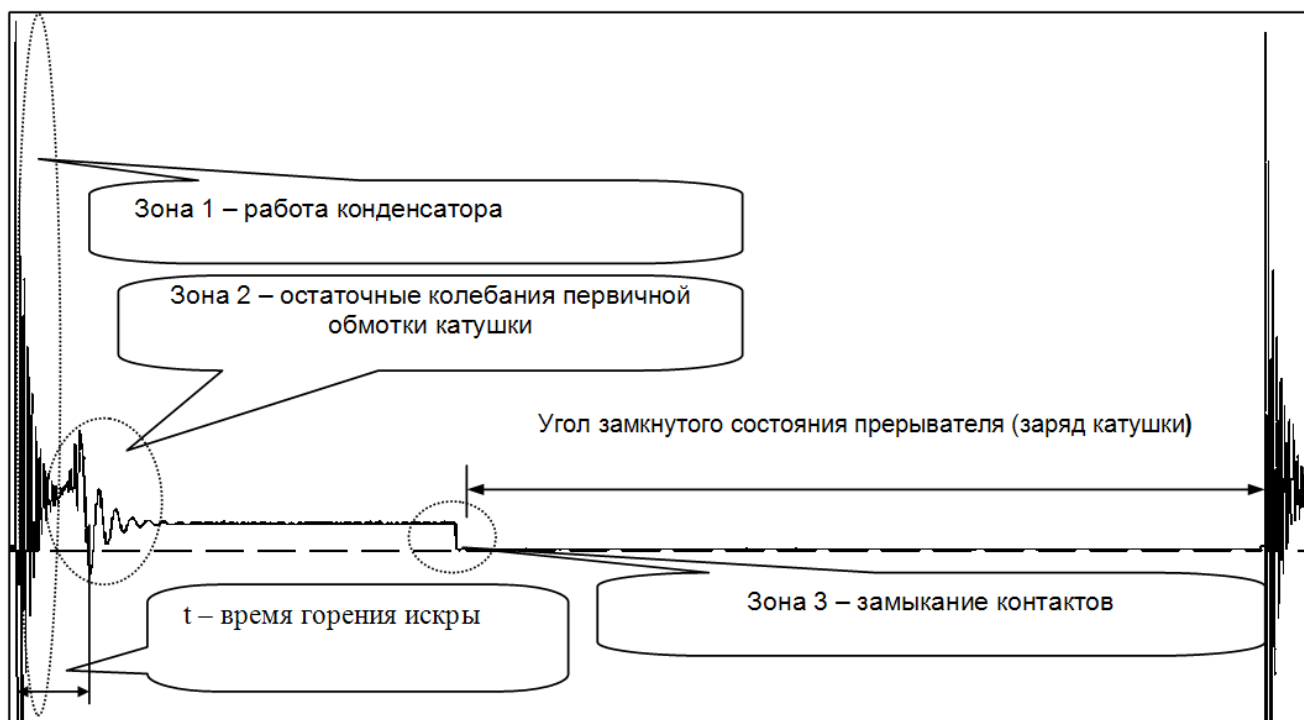 Зона 1 – работа конденсатора
Зона 2 – остаточные колебания первичной
обмотки катушки
Угол замкнутого состояния прерывателя (заряд катушки)
t – время горения искры
Зона 3 – замыкание контактов